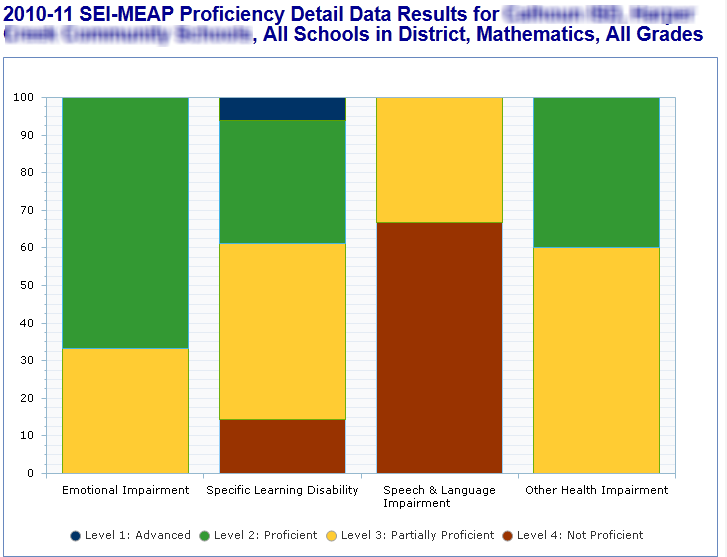 2010-11 SEI-MEAP Proficiency Detail Data Results for
, All Schools in District, Mathematics, All Grades
100
90
80
70
60
50
40
30
20
10
0
Emotional Impairment
Specific Learning Disability
Speech & Language
Impairment
Other Health Impairment
Level 1: Advanced
Level 2: Proficient
Level 3: Partially Proficient
Level 4: Not Proficient